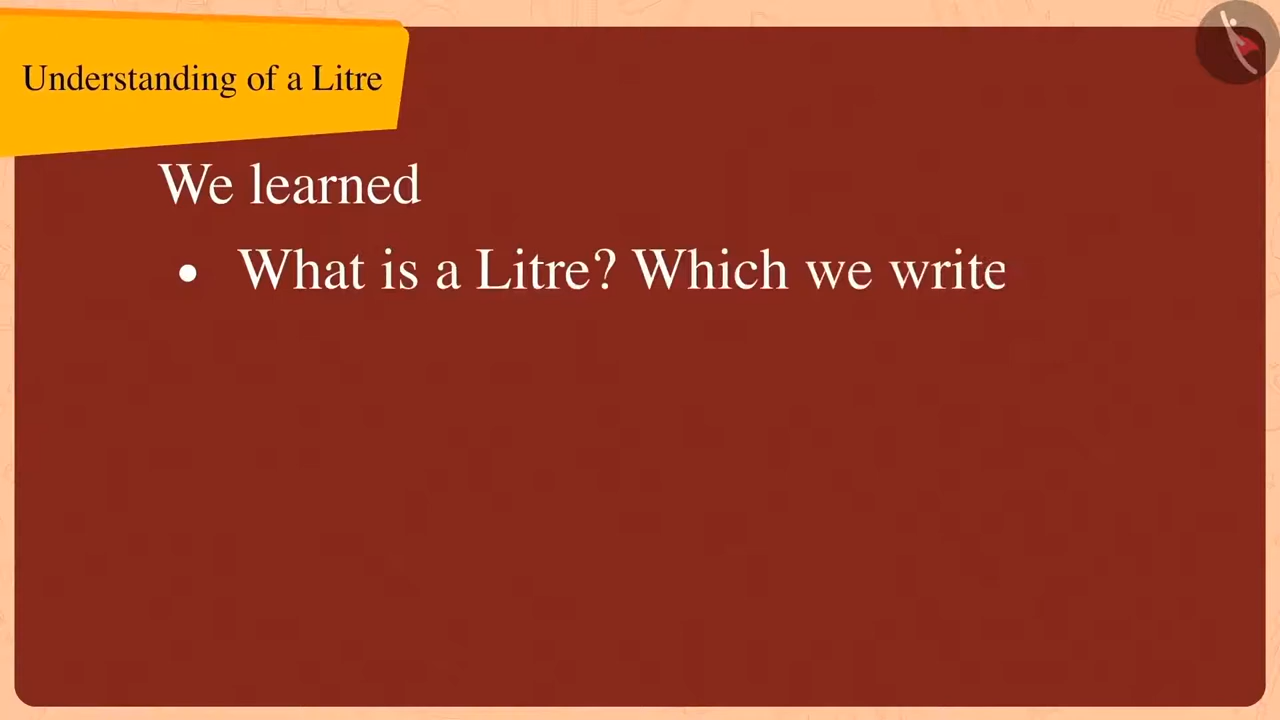 Understanding of a Litre
We learned
• What is a Litre? Which we write